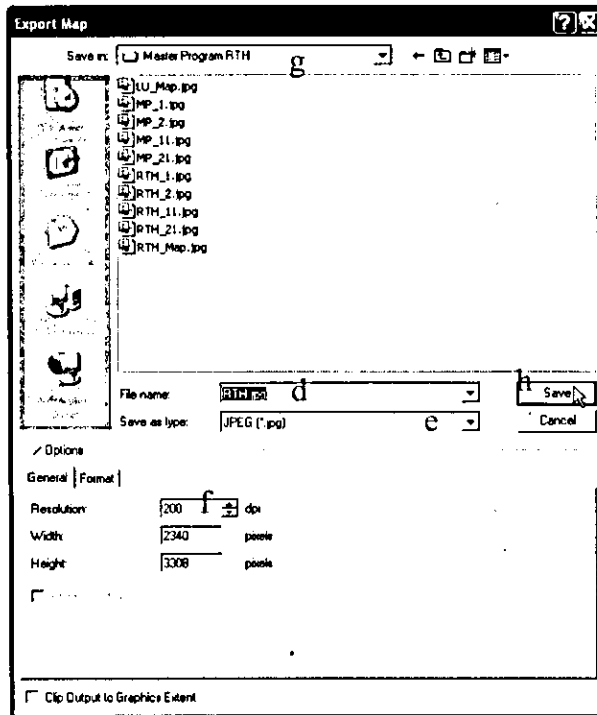 Export Map
Save in: Master Program RTH
g
LU_Map.jpg
MP_1.jpg
MP_2.jpg
MP_11.jpg
MP_21.jpg
RTH_1.jpg
RTH_2.jpg
RTH_11.jpg
RTH_21.jpg
RTH_Map.jpg
File name: RTH.jpg d
h Save
Save as type: JPEG (*.jpg) e
Cancel
Options
General Format
Resolution: 200 f dpi
Width: 2340 pixels
Height: 3308 pixels
Clip Output to Graphics Extent